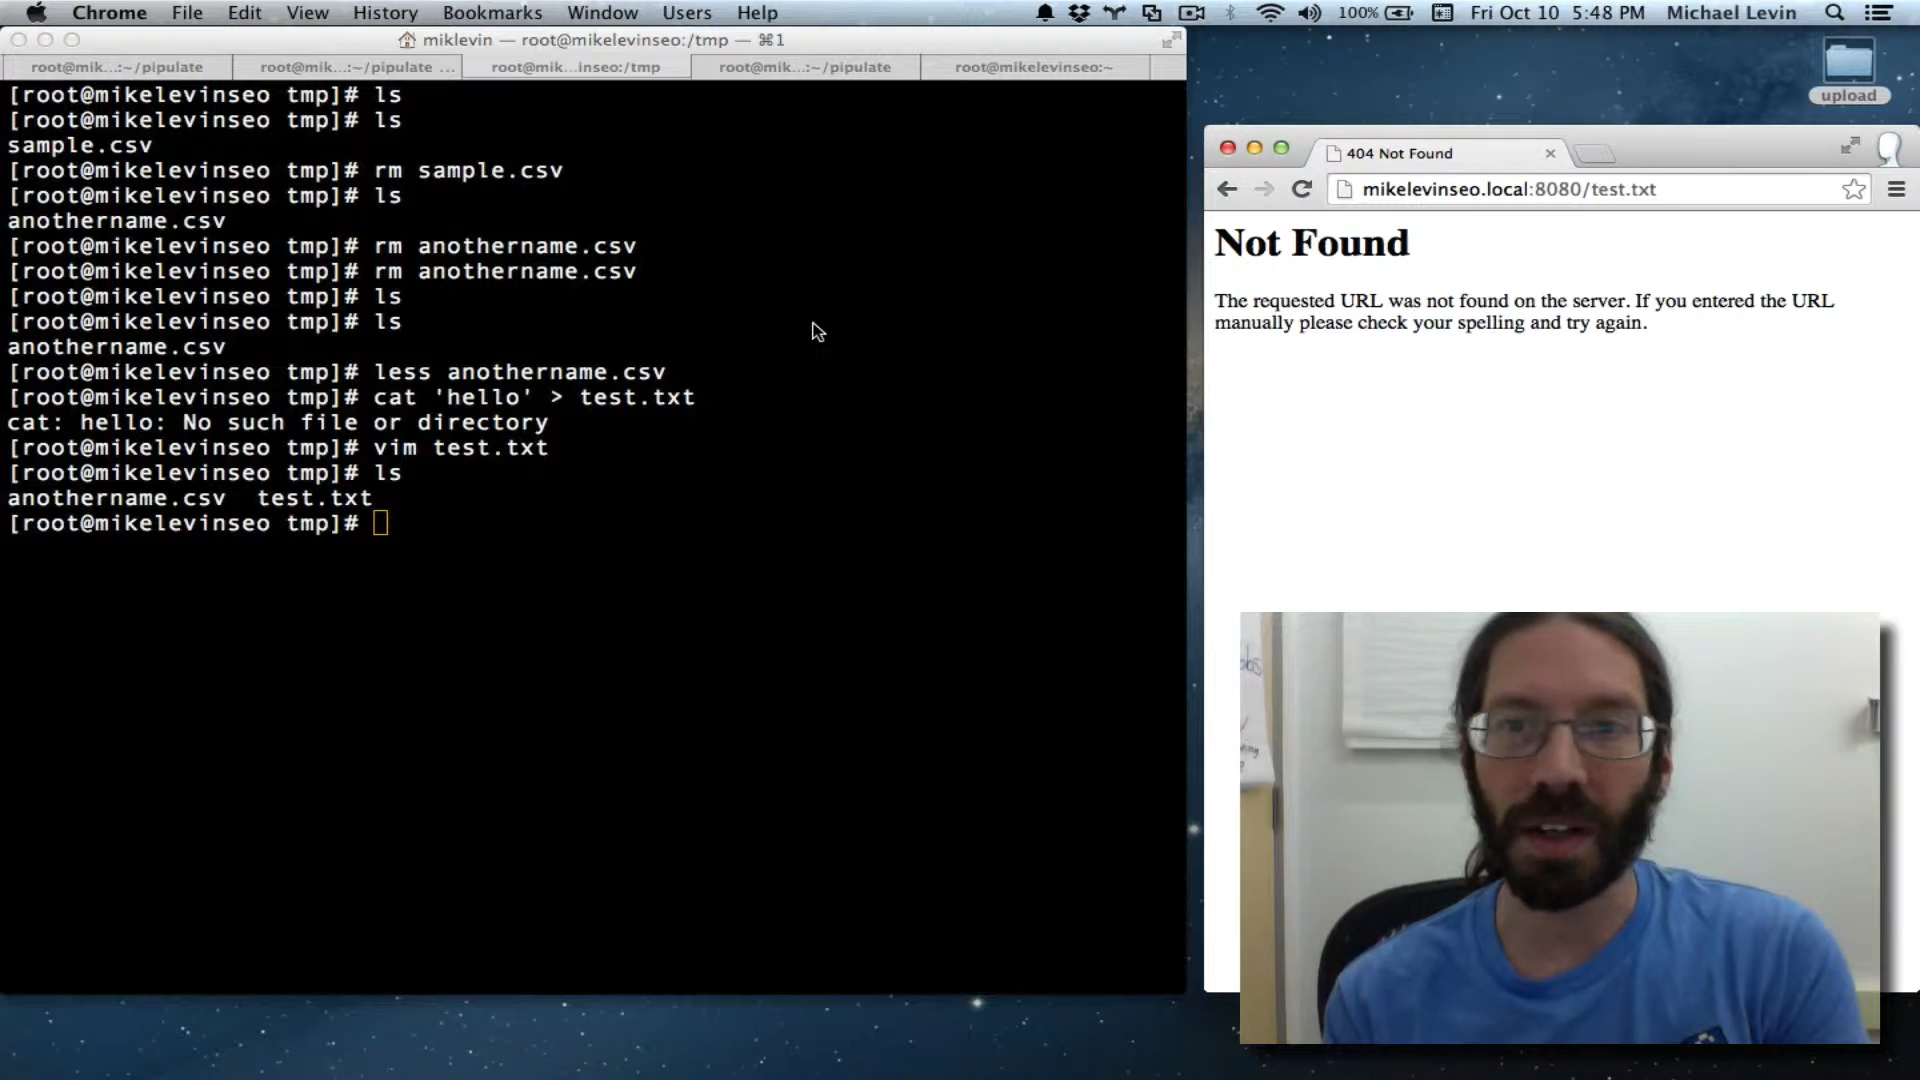 Chrome File Edit View History Bookmarks Window Users Help 100% Fri Oct 10 5:48 PM Michael Levin
miklevin — root@mikelevinseo:/tmp — ⌘1
root@mik...:~/pipulate root@mik...:~/pipulate ... root@mik...inseo:/tmp root@mik...:~/pipulate root@mikelevinseo:~
[root@mikelevinseo tmp]# ls
[root@mikelevinseo tmp]# ls
sample.csv
[root@mikelevinseo tmp]# rm sample.csv
[root@mikelevinseo tmp]# ls
anothername.csv
[root@mikelevinseo tmp]# rm anothername.csv
[root@mikelevinseo tmp]# rm anothername.csv
[root@mikelevinseo tmp]# ls
[root@mikelevinseo tmp]# ls
anothername.csv
[root@mikelevinseo tmp]# less anothername.csv
[root@mikelevinseo tmp]# cat 'hello' > test.txt
cat: hello: No such file or directory
[root@mikelevinseo tmp]# vim test.txt
[root@mikelevinseo tmp]# ls
anothername.csv test.txt
[root@mikelevinseo tmp]#
upload
404 Not Found
mikelevinseo.local:8080/test.txt
Not Found
The requested URL was not found on the server. If you entered the URL
manually please check your spelling and try again.